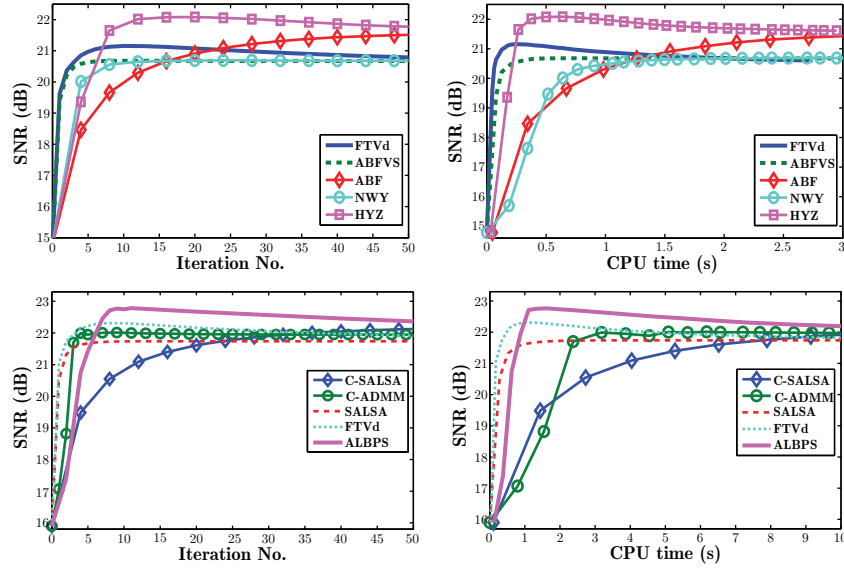 22
21
20
19
18
17
16
15
SNR (dB)
FTVd
ABFVS
ABF
NWY
HYZ
0 5 10 15 20 25 30 35 40 45 50
Iteration No.
22
21
20
19
18
17
16
15
SNR (dB)
FTVd
ABFVS
ABF
NWY
HYZ
0 0.5 1 1.5 2 2.5 3
CPU time (s)
23
22
21
20
19
18
17
16
SNR (dB)
C-SALSA
C-ADMM
SALSA
FTVd
ALBPS
0 5 10 15 20 25 30 35 40 45 50
Iteration No.
23
22
21
20
19
18
17
16
SNR (dB)
C-SALSA
C-ADMM
SALSA
FTVd
ALBPS
0 1 2 3 4 5 6 7 8 9 10
CPU time (s)